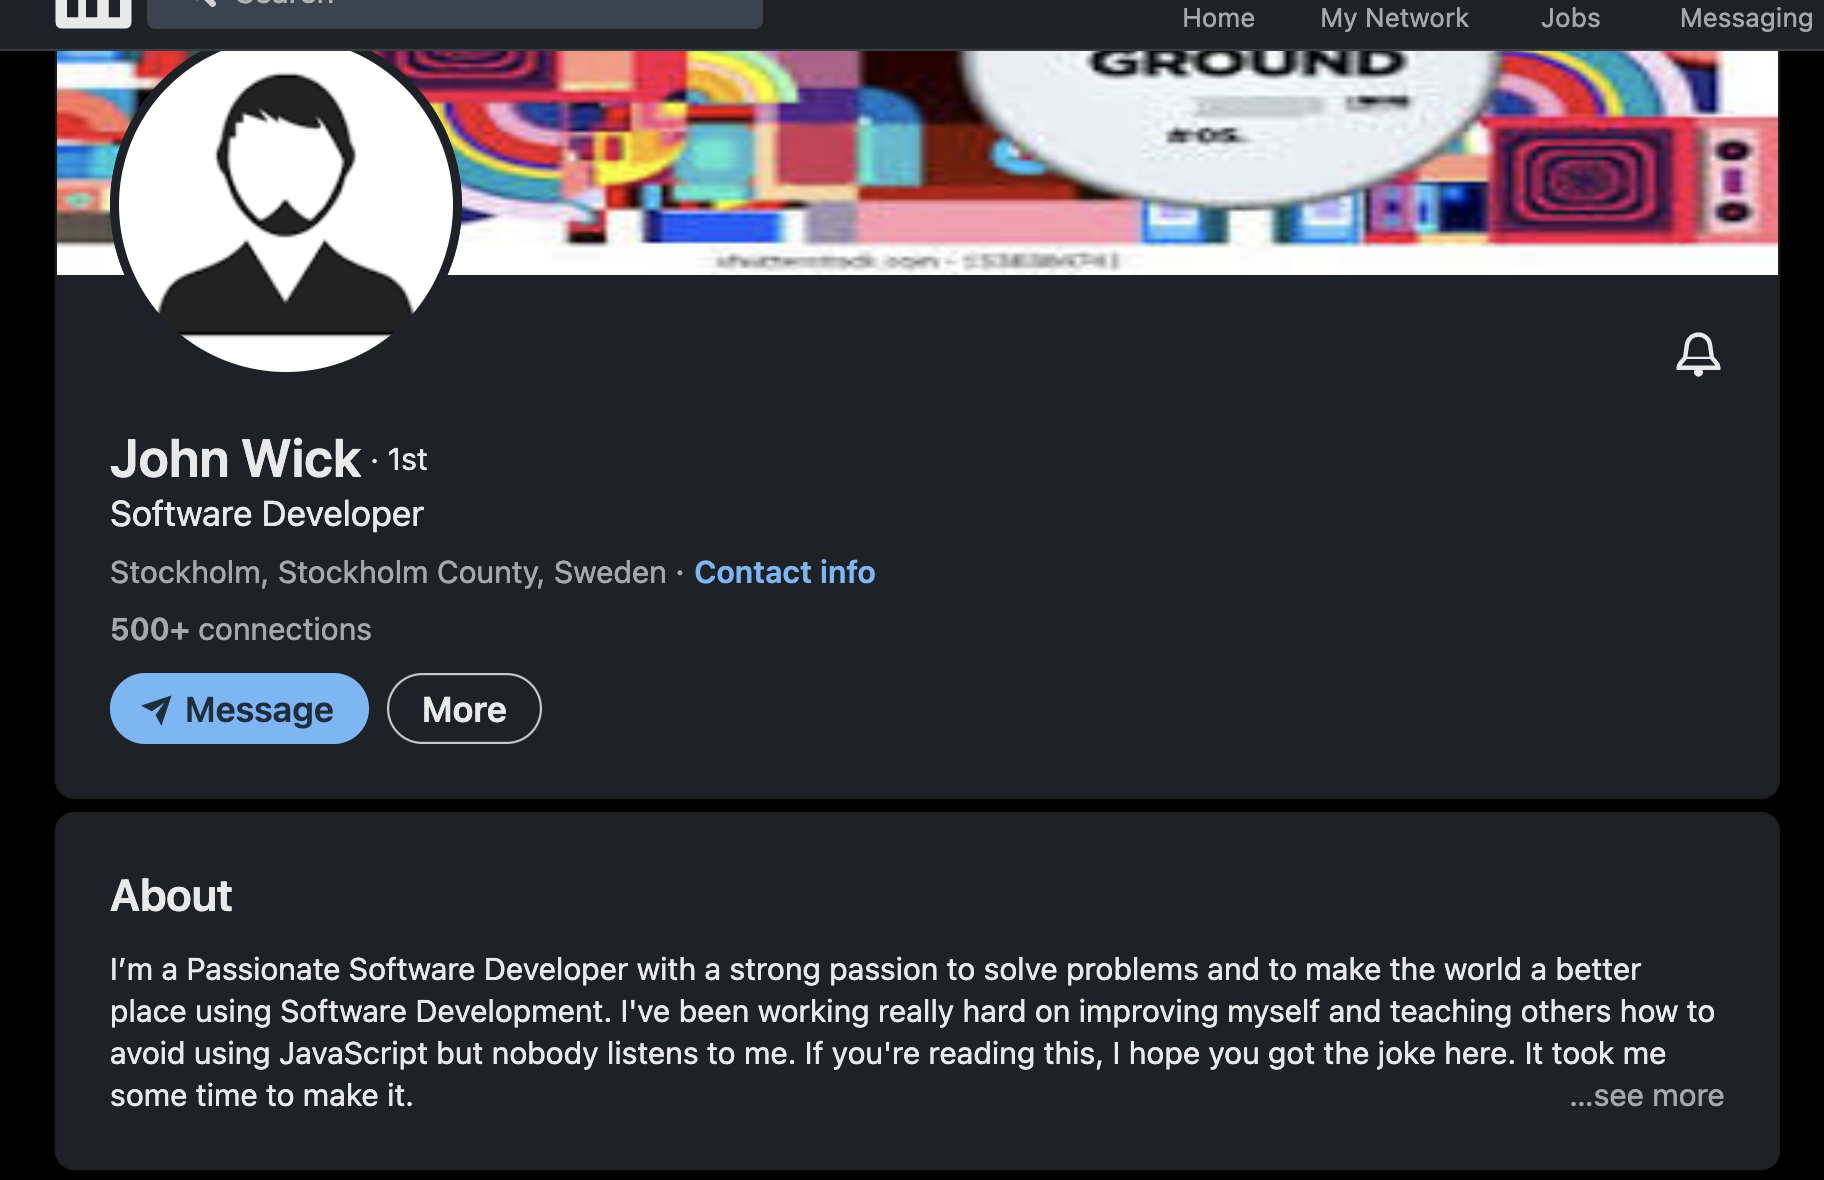 Search
Home
My Network
Jobs
Messaging
GROUND
#05.
shutterstock.com
John Wick · 1st
Software Developer
Stockholm, Stockholm County, Sweden · Contact info
500+ connections
Message
More
About
I’m a Passionate Software Developer with a strong passion to solve problems and to make the world a better
place using Software Development. I've been working really hard on improving myself and teaching others how to
avoid using JavaScript but nobody listens to me. If you're reading this, I hope you got the joke here. It took me
some time to make it.
...see more